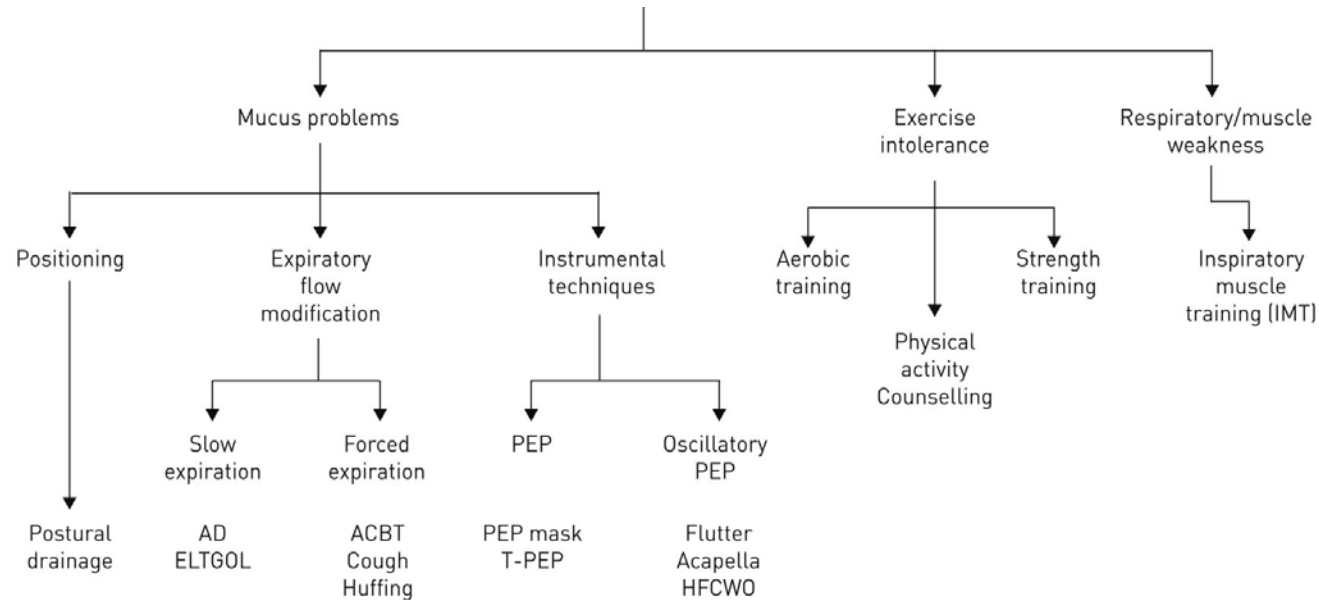 Mucus problems
Exercise
intolerance
Respiratory/muscle
weakness
Positioning
Expiratory
flow
modification
Instrumental
techniques
Aerobic
training
Physical
activity
Counselling
Strength
training
Inspiratory
muscle
training (IMT)
Slow
expiration
Forced
expiration
PEP
Oscillatory
PEP
Postural
drainage
AD
ELTGOL
ACBT
Cough
Huffing
PEP mask
T-PEP
Flutter
Acapella
HFCWO